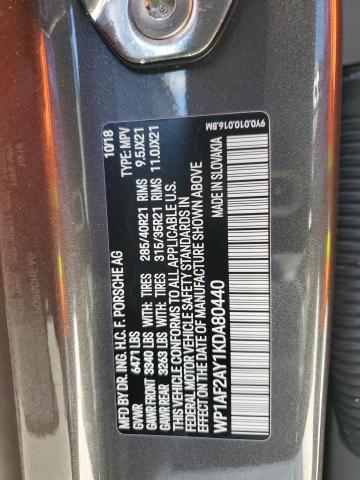 MFD BY DR. ING. H.C. F. PORSCHE AG 10/18
GVWR 6471 LBS TYPE: MPV
GAWR FRONT 3340 LBS WITH: TIRES 285/40R21 RIMS 9.5JX21
GAWR REAR 3263 LBS WITH: TIRES 315/35R21 RIMS 11.0JX21
THIS VEHICLE CONFORMS TO ALL APPLICABLE U.S.
FEDERAL MOTOR VEHICLE SAFETY STANDARDS IN
EFFECT ON THE DATE OF MANUFACTURE SHOWN ABOVE
WP1AF2AY1KDA80440
MADE IN SLOVAKIA
9Y0.010.016.BM